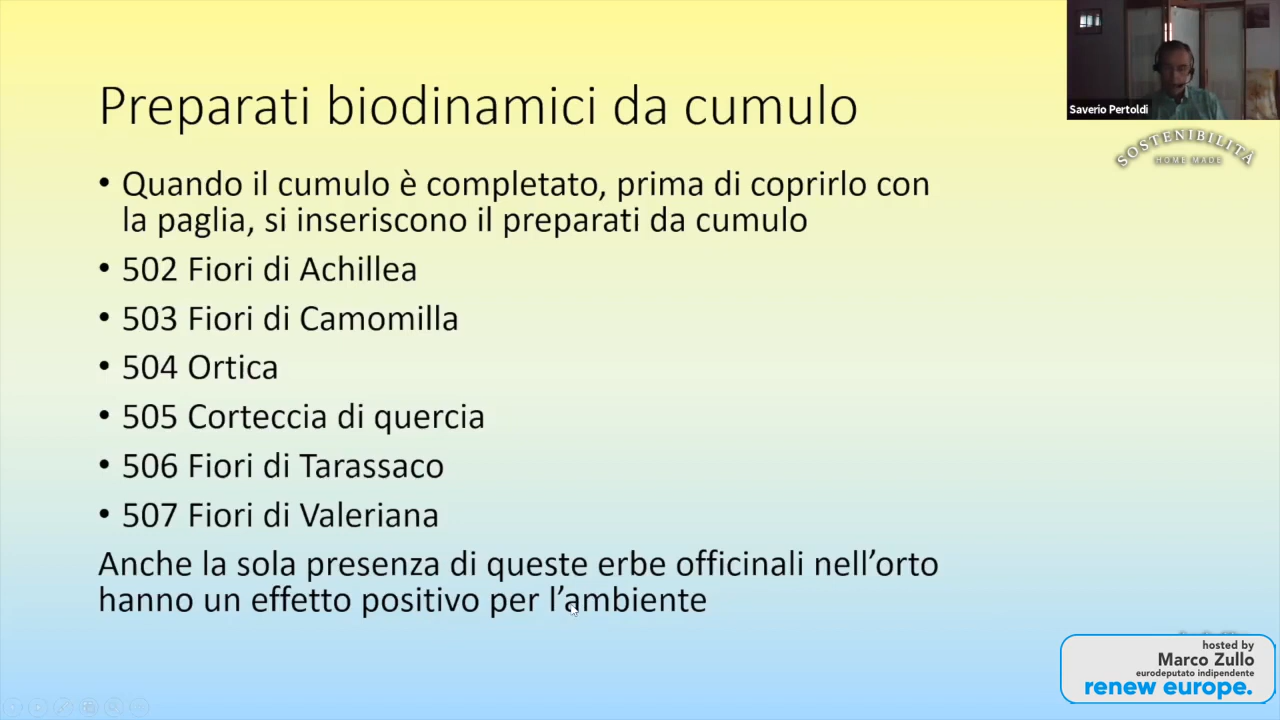 Preparati biodinamici da cumulo
• Quando il cumulo è completato, prima di coprirlo con
la paglia, si inseriscono il preparati da cumulo
• 502 Fiori di Achillea
• 503 Fiori di Camomilla
• 504 Ortica
• 505 Corteccia di quercia
• 506 Fiori di Tarassaco
• 507 Fiori di Valeriana
Anche la sola presenza di queste erbe officinali nell’orto
hanno un effetto positivo per l’ambiente
Saverio Pertoldi
SOSTENIBILITÀ
HOME MADE
hosted by
Marco Zullo
eurodeputato indipendente
renew europe.